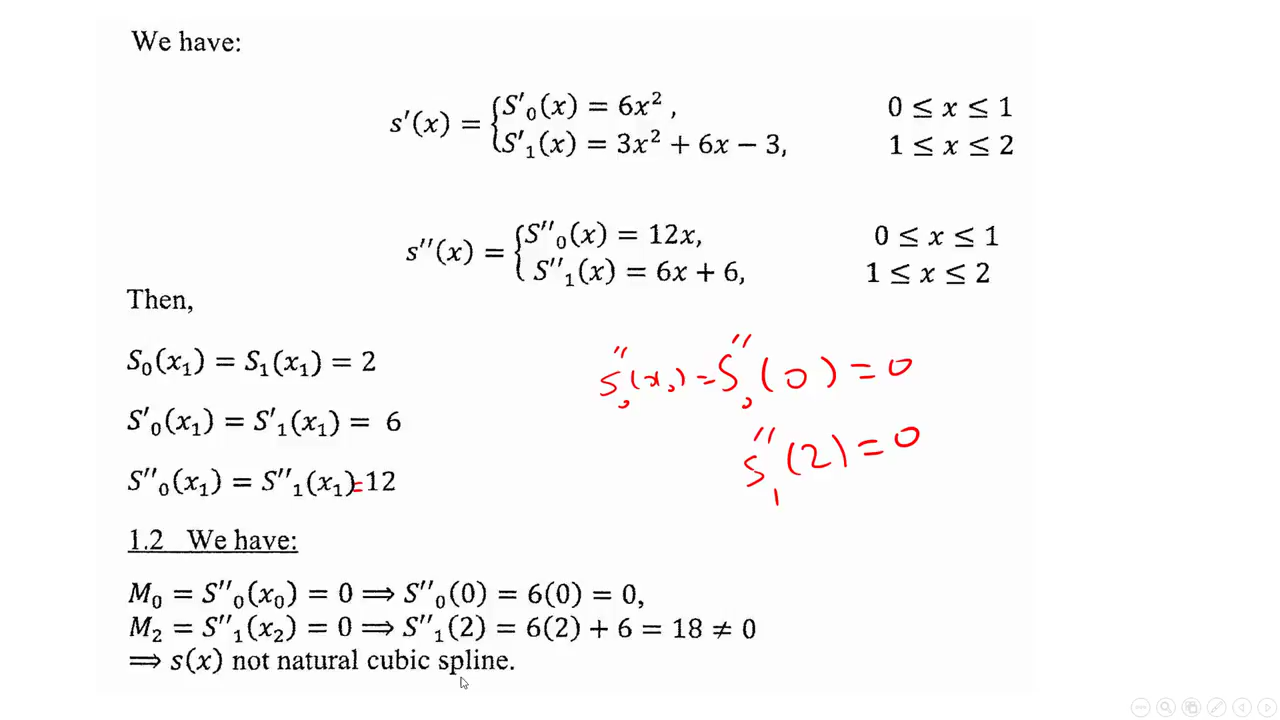 We have:
s′(x) = { S′₀(x) = 6x² , 0 ≤ x ≤ 1
S′₁(x) = 3x² + 6x − 3, 1 ≤ x ≤ 2
s′′(x) = { S′′₀(x) = 12x, 0 ≤ x ≤ 1
S′′₁(x) = 6x + 6, 1 ≤ x ≤ 2
Then,
S₀(x₁) = S₁(x₁) = 2
S′₀(x₁) = S′₁(x₁) = 6
S′′₀(x₁) = S′′₁(x₁)=12
S′′₀(x₀) = S′′₀(0) = 0
S′′₁(2) = 0
1.2 We have:
M₀ = S′′₀(x₀) = 0 ⟹ S′′₀(0) = 6(0) = 0,
M₂ = S′′₁(x₂) = 0 ⟹ S′′₁(2) = 6(2) + 6 = 18 ≠ 0
⟹ s(x) not natural cubic spline.